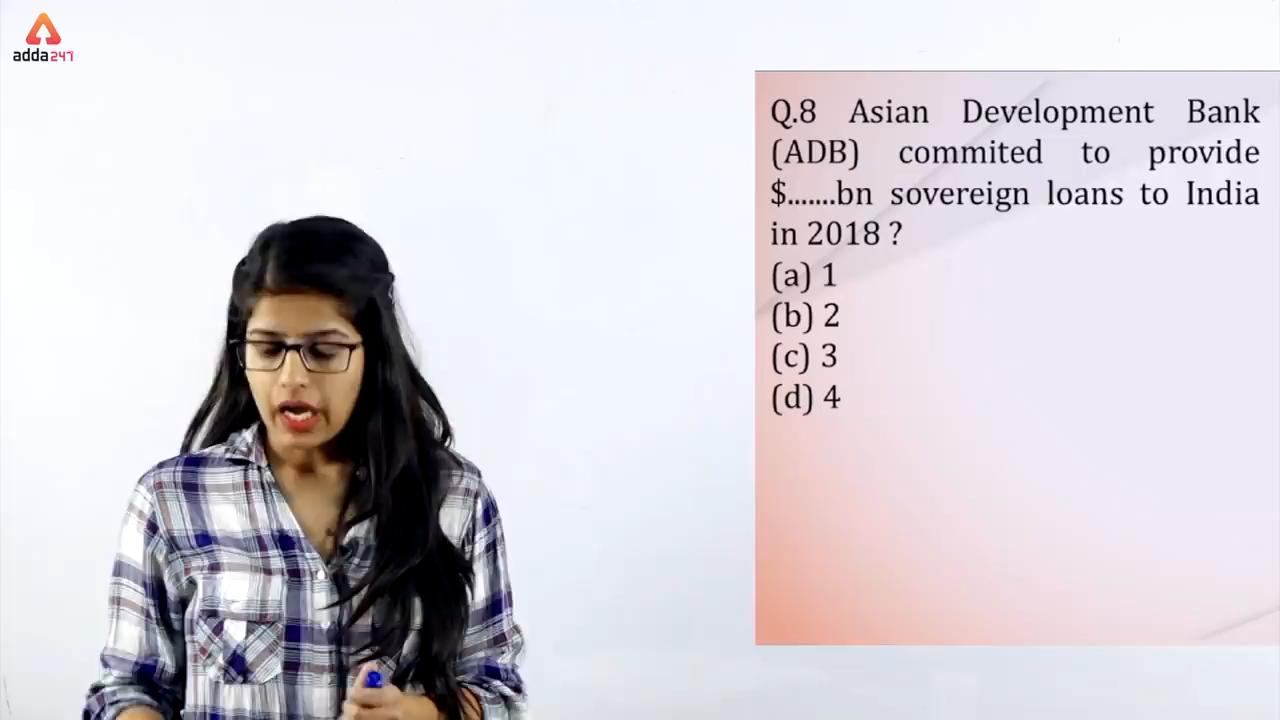 adda247
Q.8 Asian Development Bank
(ADB) commited to provide
$.......bn sovereign loans to India
in 2018 ?
(a) 1
(b) 2
(c) 3
(d) 4